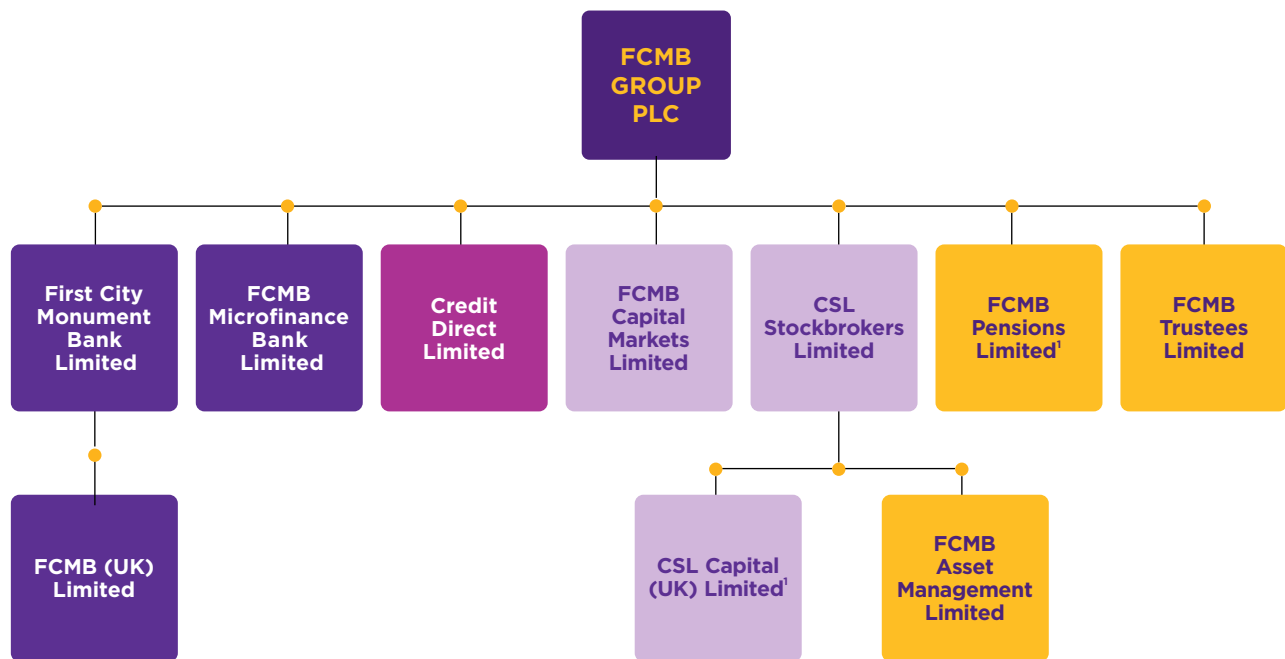 FCMB
GROUP
PLC
First City
Monument
Bank
Limited
FCMB
Microfinance
Bank
Limited
Credit
Direct
Limited
FCMB
Capital
Markets
Limited
CSL
Stockbrokers
Limited
FCMB
Pensions
Limited¹
FCMB
Trustees
Limited
FCMB (UK)
Limited
CSL Capital
(UK) Limited¹
FCMB
Asset
Management
Limited